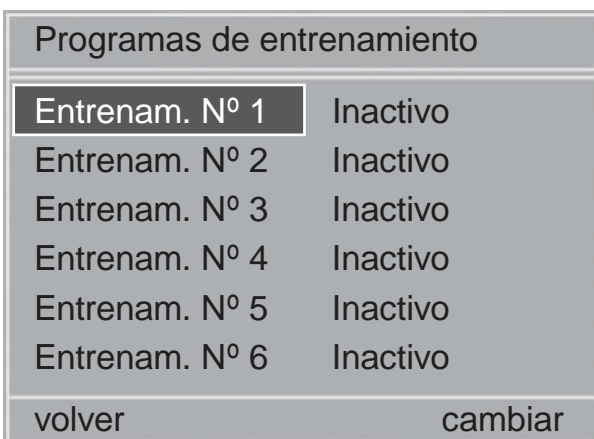 Programas de entrenamiento
Entrenam. Nº 1 Inactivo
Entrenam. Nº 2 Inactivo
Entrenam. Nº 3 Inactivo
Entrenam. Nº 4 Inactivo
Entrenam. Nº 5 Inactivo
Entrenam. Nº 6 Inactivo
volver cambiar